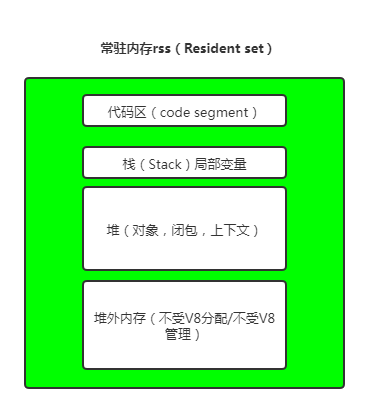 常驻内存rss（Resident set）
代码区（code segment）
栈（Stack）局部变量
堆（对象，闭包，上下文）
堆外内存（不受V8分配/不受V8
管理）